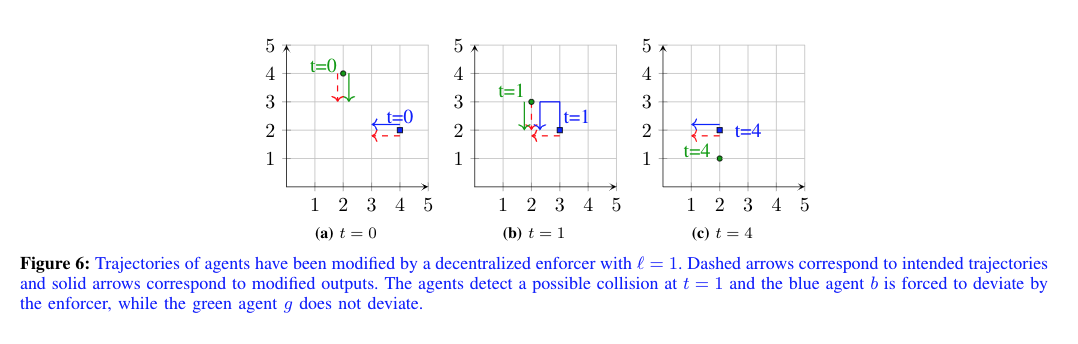 5
4
3
2
1
1 2 3 4 5
t=0
t=0
(a) t = 0
5
4
3
2
1
1 2 3 4 5
t=1
t=1
(b) t = 1
5
4
3
2
1
1 2 3 4 5
t=4
t=4
(c) t = 4
Figure 6: Trajectories of agents have been modified by a decentralized enforcer with ℓ = 1. Dashed arrows correspond to intended trajectories
and solid arrows correspond to modified outputs. The agents detect a possible collision at t = 1 and the blue agent b is forced to deviate by
the enforcer, while the green agent g does not deviate.